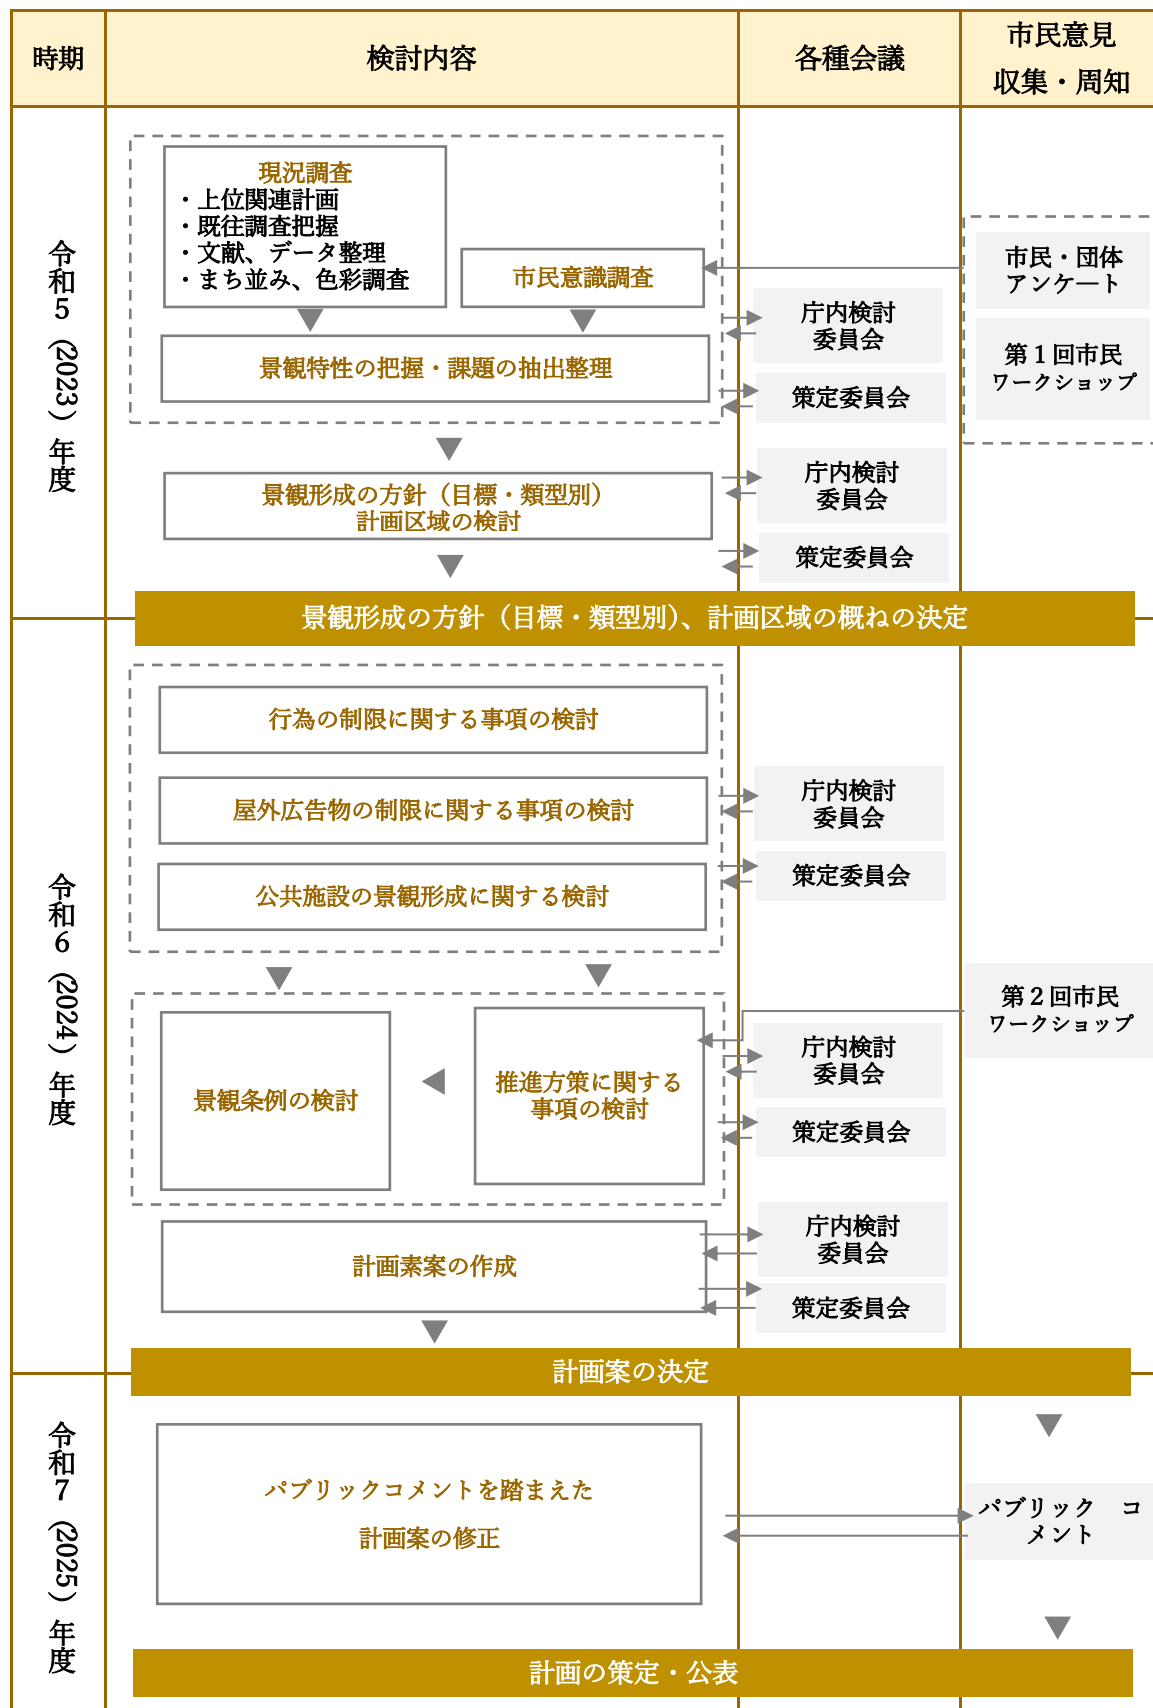 時期
検討内容
各種会議
市民意見
収集・周知
令和5（2023）年度
現況調査
・上位関連計画
・既往調査把握
・文献、データ整理
・まち並み、色彩調査
市民意識調査
景観特性の把握・課題の抽出整理
庁内検討
委員会
策定委員会
市民・団体
アンケート
第１回市民
ワークショップ
景観形成の方針（目標・類型別）
計画区域の検討
庁内検討
委員会
策定委員会
景観形成の方針（目標・類型別）、計画区域の概ねの決定
令和6（2024）年度
行為の制限に関する事項の検討
屋外広告物の制限に関する事項の検討
公共施設の景観形成に関する検討
庁内検討
委員会
策定委員会
景観条例の検討
推進方策に関する
事項の検討
庁内検討
委員会
策定委員会
第２回市民
ワークショップ
計画素案の作成
庁内検討
委員会
策定委員会
計画案の決定
令和7（2025）年度
パブリックコメントを踏まえた
計画案の修正
パブリック　コ
メント
計画の策定・公表